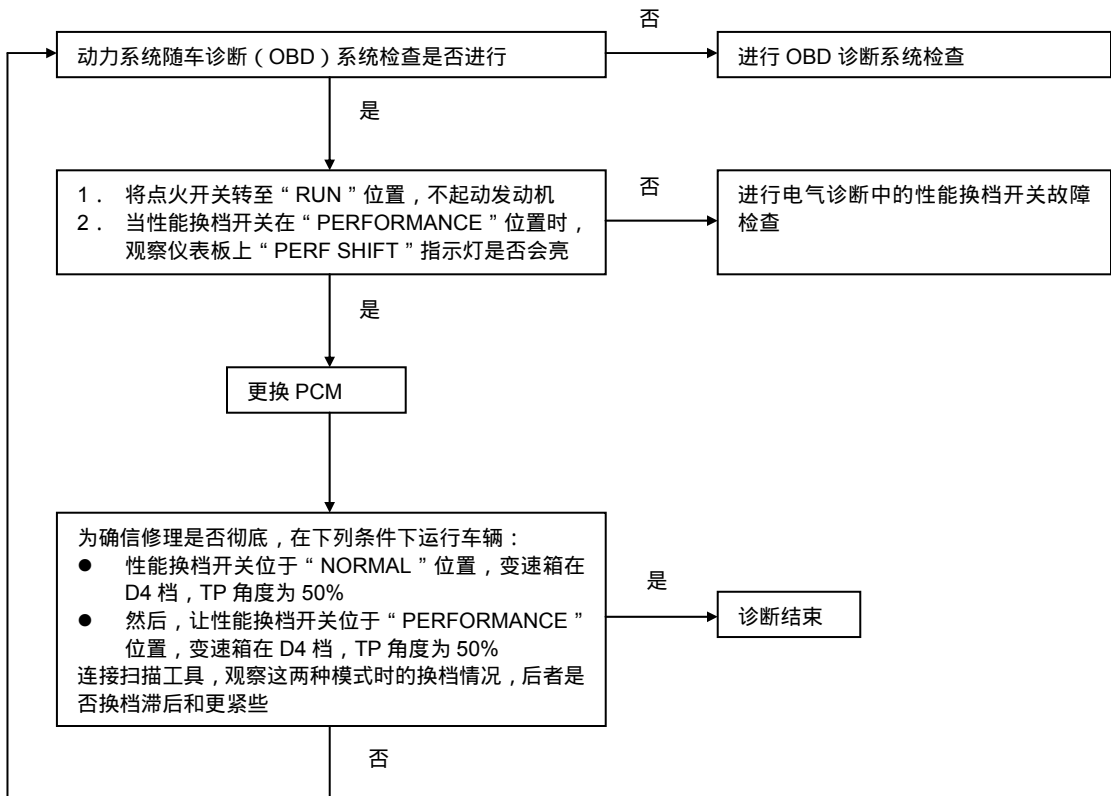 否
动力系统随车诊断（OBD）系统检查是否进行
进行 OBD 诊断系统检查
是
1． 将点火开关转至“RUN”位置，不起动发动机
2． 当性能换档开关在“PERFORMANCE”位置时，
观察仪表板上“PERF SHIFT”指示灯是否会亮
否
进行电气诊断中的性能换档开关故障
检查
是
更换 PCM
为确信修理是否彻底，在下列条件下运行车辆：
● 性能换档开关位于“NORMAL”位置，变速箱在
D4 档，TP 角度为 50%
● 然后，让性能换档开关位于“PERFORMANCE”
位置，变速箱在 D4 档，TP 角度为 50%
连接扫描工具，观察这两种模式时的换档情况，后者是
否换档滞后和更紧些
是
诊断结束
否